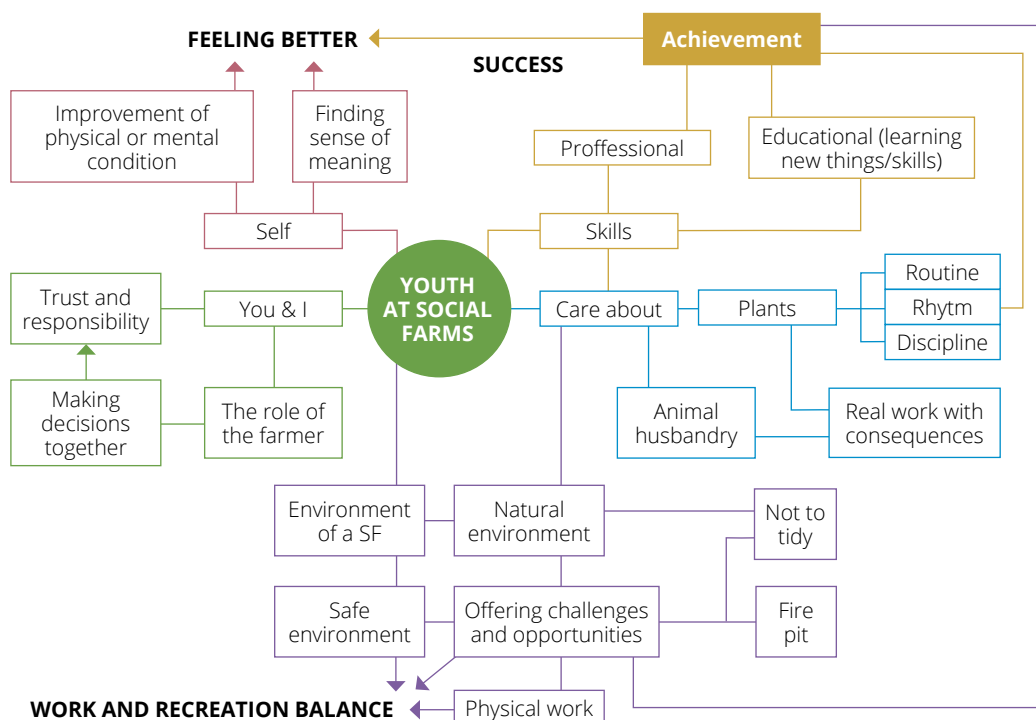 FEELING BETTER
Achievement
SUCCESS
Improvement of
physical or mental
condition
Finding
sense of
meaning
Proffessional
Educational (learning
new things/skills)
Self
Skills
YOUTH
AT SOCIAL
FARMS
Trust and
responsibility
You & I
Care about
Plants
Routine
Rhytm
Discipline
Making
decisions
together
The role of
the farmer
Animal
husbandry
Real work with
consequences
Environment
of a SF
Natural
environment
Not to
tidy
Safe
environment
Offering challenges
and opportunities
Fire
pit
WORK AND RECREATION BALANCE
Physical work